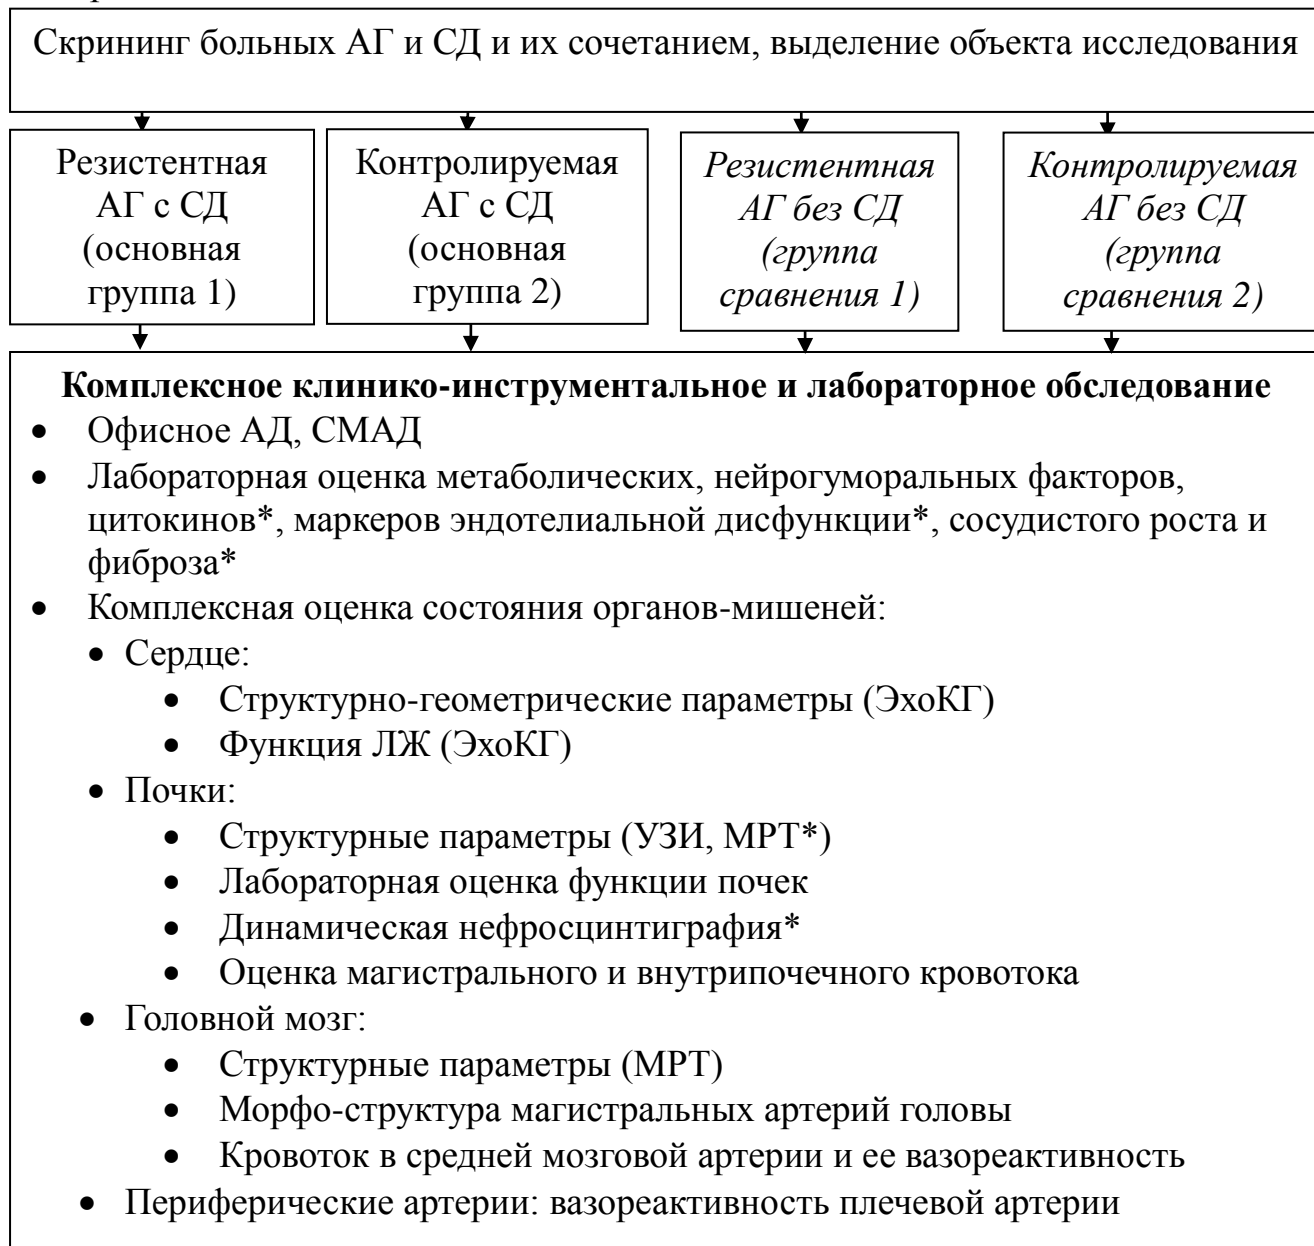 Скрининг больных АГ и СД и их сочетанием, выделение объекта исследования
Резистентная
АГ с СД
(основная
группа 1)
Контролируемая
АГ с СД
(основная
группа 2)
Резистентная
АГ без СД
(группа
сравнения 1)
Контролируемая
АГ без СД
(группа
сравнения 2)
Комплексное клинико-инструментальное и лабораторное обследование
• Офисное АД, СМАД
• Лабораторная оценка метаболических, нейрогуморальных факторов,
цитокинов*, маркеров эндотелиальной дисфункции*, сосудистого роста и
фиброза*
• Комплексная оценка состояния органов-мишеней:
• Сердце:
• Структурно-геометрические параметры (ЭхоКГ)
• Функция ЛЖ (ЭхоКГ)
• Почки:
• Структурные параметры (УЗИ, МРТ*)
• Лабораторная оценка функции почек
• Динамическая нефросцинтиграфия*
• Оценка магистрального и внутрипочечного кровотока
• Головной мозг:
• Структурные параметры (МРТ)
• Морфо-структура магистральных артерий головы
• Кровоток в средней мозговой артерии и ее вазореактивность
• Периферические артерии: вазореактивность плечевой артерии